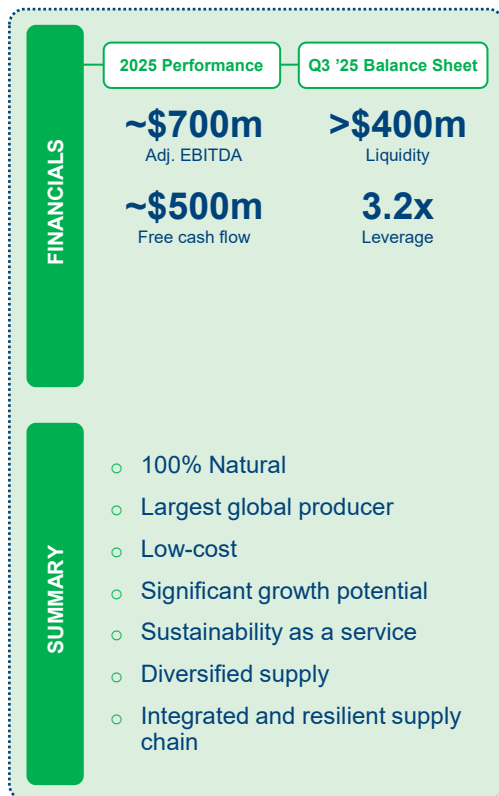 FINANCIALS
2025 Performance
Q3 ’25 Balance Sheet
~$700m
Adj. EBITDA
>$400m
Liquidity
~$500m
Free cash flow
3.2x
Leverage
SUMMARY
○ 100% Natural
○ Largest global producer
○ Low-cost
○ Significant growth potential
○ Sustainability as a service
○ Diversified supply
○ Integrated and resilient supply
chain